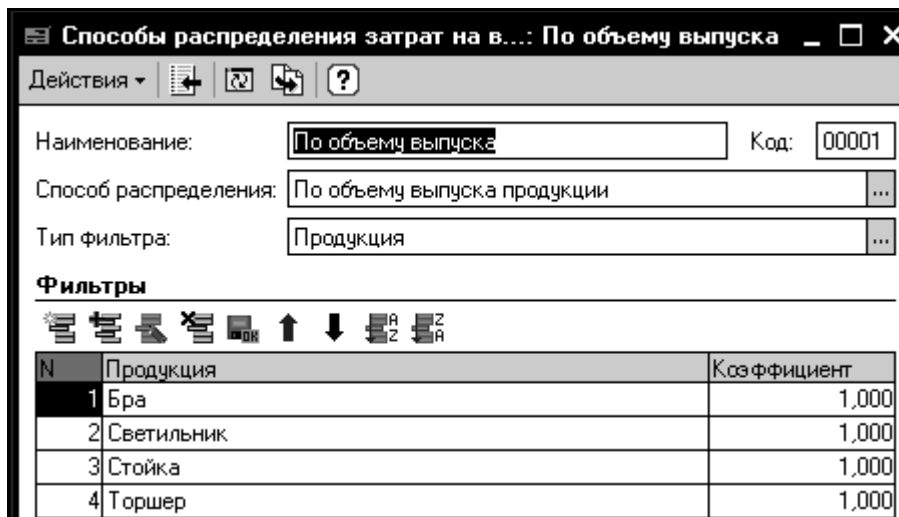 Способы распределения затрат на в...: По объему выпуска
Действия
Наименование: По объему выпуска Код: 00001
Способ распределения: По объему выпуска продукции ...
Тип фильтра: Продукция ...
Фильтры
N Продукция Коэффициент
1 Бра 1,000
2 Светильник 1,000
3 Стойка 1,000
4 Торшер 1,000